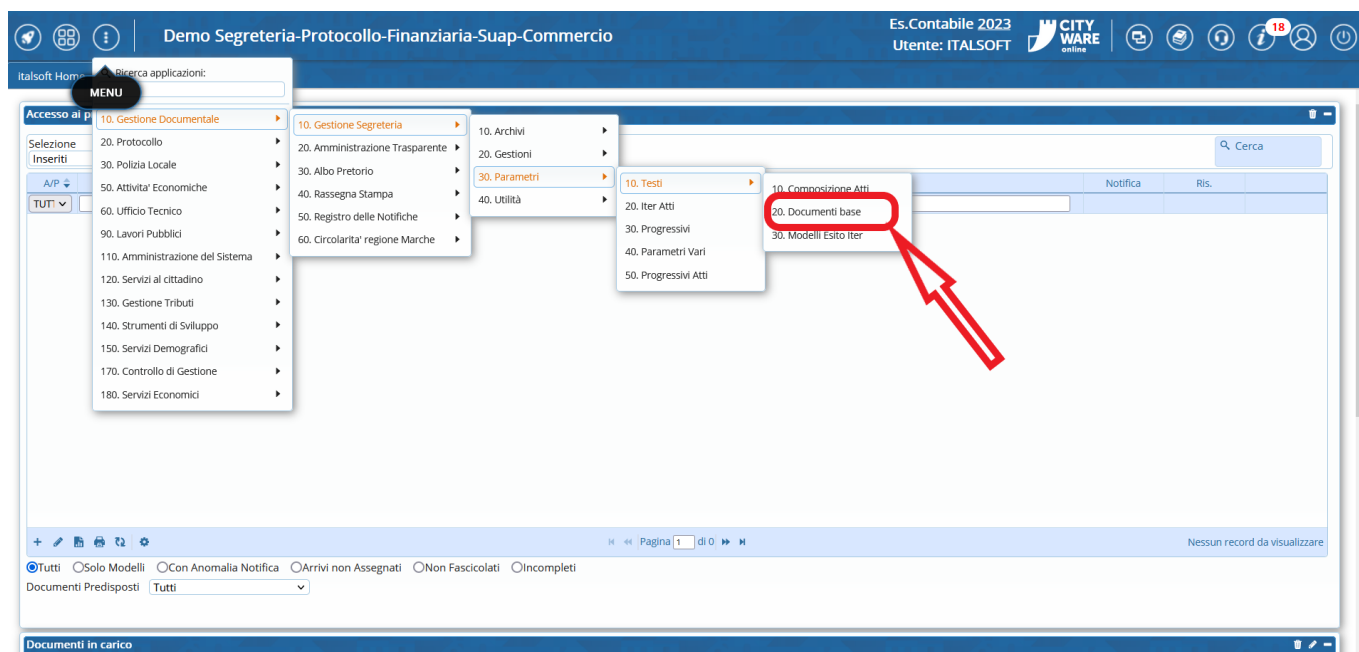 Demo Segreteria-Protocollo-Finanziaria-Suap-Commercio
Es.Contabile 2023
Utente: ITALSOFT
CITY
WARE
online
18
italsoft Home
Ricerca applicazioni:
MENU
Accesso ai p
Selezione
Inseriti
Cerca
A/P
Notifica
Ris.
TUTT
10. Gestione Documentale
20. Protocollo
30. Polizia Locale
50. Attivita' Economiche
60. Ufficio Tecnico
90. Lavori Pubblici
110. Amministrazione del Sistema
120. Servizi al cittadino
130. Gestione Tributi
140. Strumenti di Sviluppo
150. Servizi Demografici
170. Controllo di Gestione
180. Servizi Economici
10. Gestione Segreteria
20. Amministrazione Trasparente
30. Albo Pretorio
40. Rassegna Stampa
50. Registro delle Notifiche
60. Circolarita' regione Marche
10. Archivi
20. Gestioni
30. Parametri
40. Utilità
10. Testi
20. Iter Atti
30. Progressivi
40. Parametri Vari
50. Progressivi Atti
10. Composizione Atti
20. Documenti base
30. Modelli Esito Iter
Pagina 1 di 0
Nessun record da visualizzare
Tutti Solo Modelli Con Anomalia Notifica Arrivi non Assegnati Non Fascicolati Incompleti
Documenti Predisposti Tutti
Documenti in carico